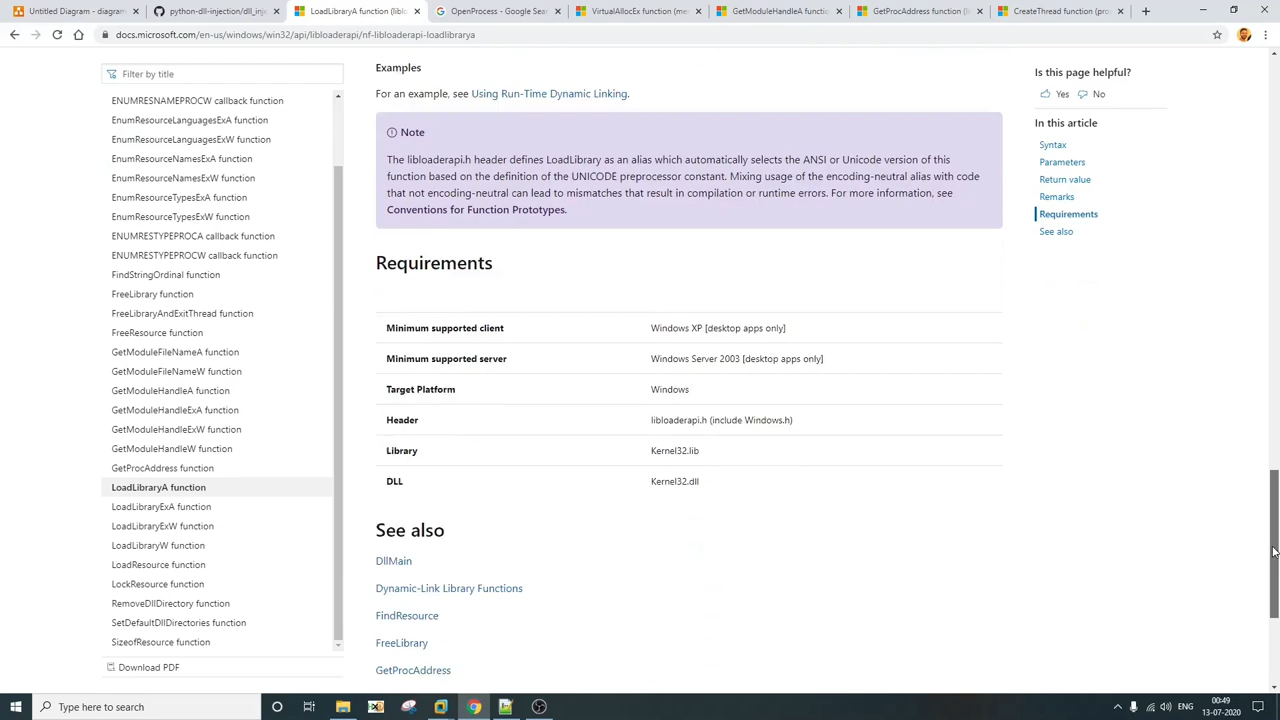 Untitled Diagram - diagram
python-dll-injection/dll_inj
LoadLibraryA function (liblo
OpenProcess - Google Sear
VirtualAllocEx function (me
GetModuleHandleA functio
GetProcAddress function (li
CreateThread function (pro
docs.microsoft.com/en-us/windows/win32/api/libloaderapi/nf-libloaderapi-loadlibrarya
Filter by title
ENUMRESNAMEPROCW callback function
EnumResourceLanguagesExA function
EnumResourceLanguagesExW function
EnumResourceNamesExA function
EnumResourceNamesExW function
EnumResourceTypesExA function
EnumResourceTypesExW function
ENUMRESTYPEPROCA callback function
ENUMRESTYPEPROCW callback function
FindStringOrdinal function
FreeLibrary function
FreeLibraryAndExitThread function
FreeResource function
GetModuleFileNameA function
GetModuleFileNameW function
GetModuleHandleA function
GetModuleHandleExA function
GetModuleHandleExW function
GetModuleHandleW function
GetProcAddress function
LoadLibraryA function
LoadLibraryExA function
LoadLibraryExW function
LoadLibraryW function
LoadResource function
LockResource function
RemoveDllDirectory function
SetDefaultDllDirectories function
SizeofResource function
Download PDF
Examples
For an example, see Using Run-Time Dynamic Linking.
Note
The libloaderapi.h header defines LoadLibrary as an alias which automatically selects the ANSI or Unicode version of this
function based on the definition of the UNICODE preprocessor constant. Mixing usage of the encoding-neutral alias with code
that not encoding-neutral can lead to mismatches that result in compilation or runtime errors. For more information, see
Conventions for Function Prototypes.
Requirements
Minimum supported client Windows XP [desktop apps only]
Minimum supported server Windows Server 2003 [desktop apps only]
Target Platform Windows
Header libloaderapi.h (include Windows.h)
Library Kernel32.lib
DLL Kernel32.dll
See also
DllMain
Dynamic-Link Library Functions
FindResource
FreeLibrary
GetProcAddress
Is this page helpful?
Yes No
In this article
Syntax
Parameters
Return value
Remarks
Requirements
See also
Type here to search
ENG
00:49
13-07-2020